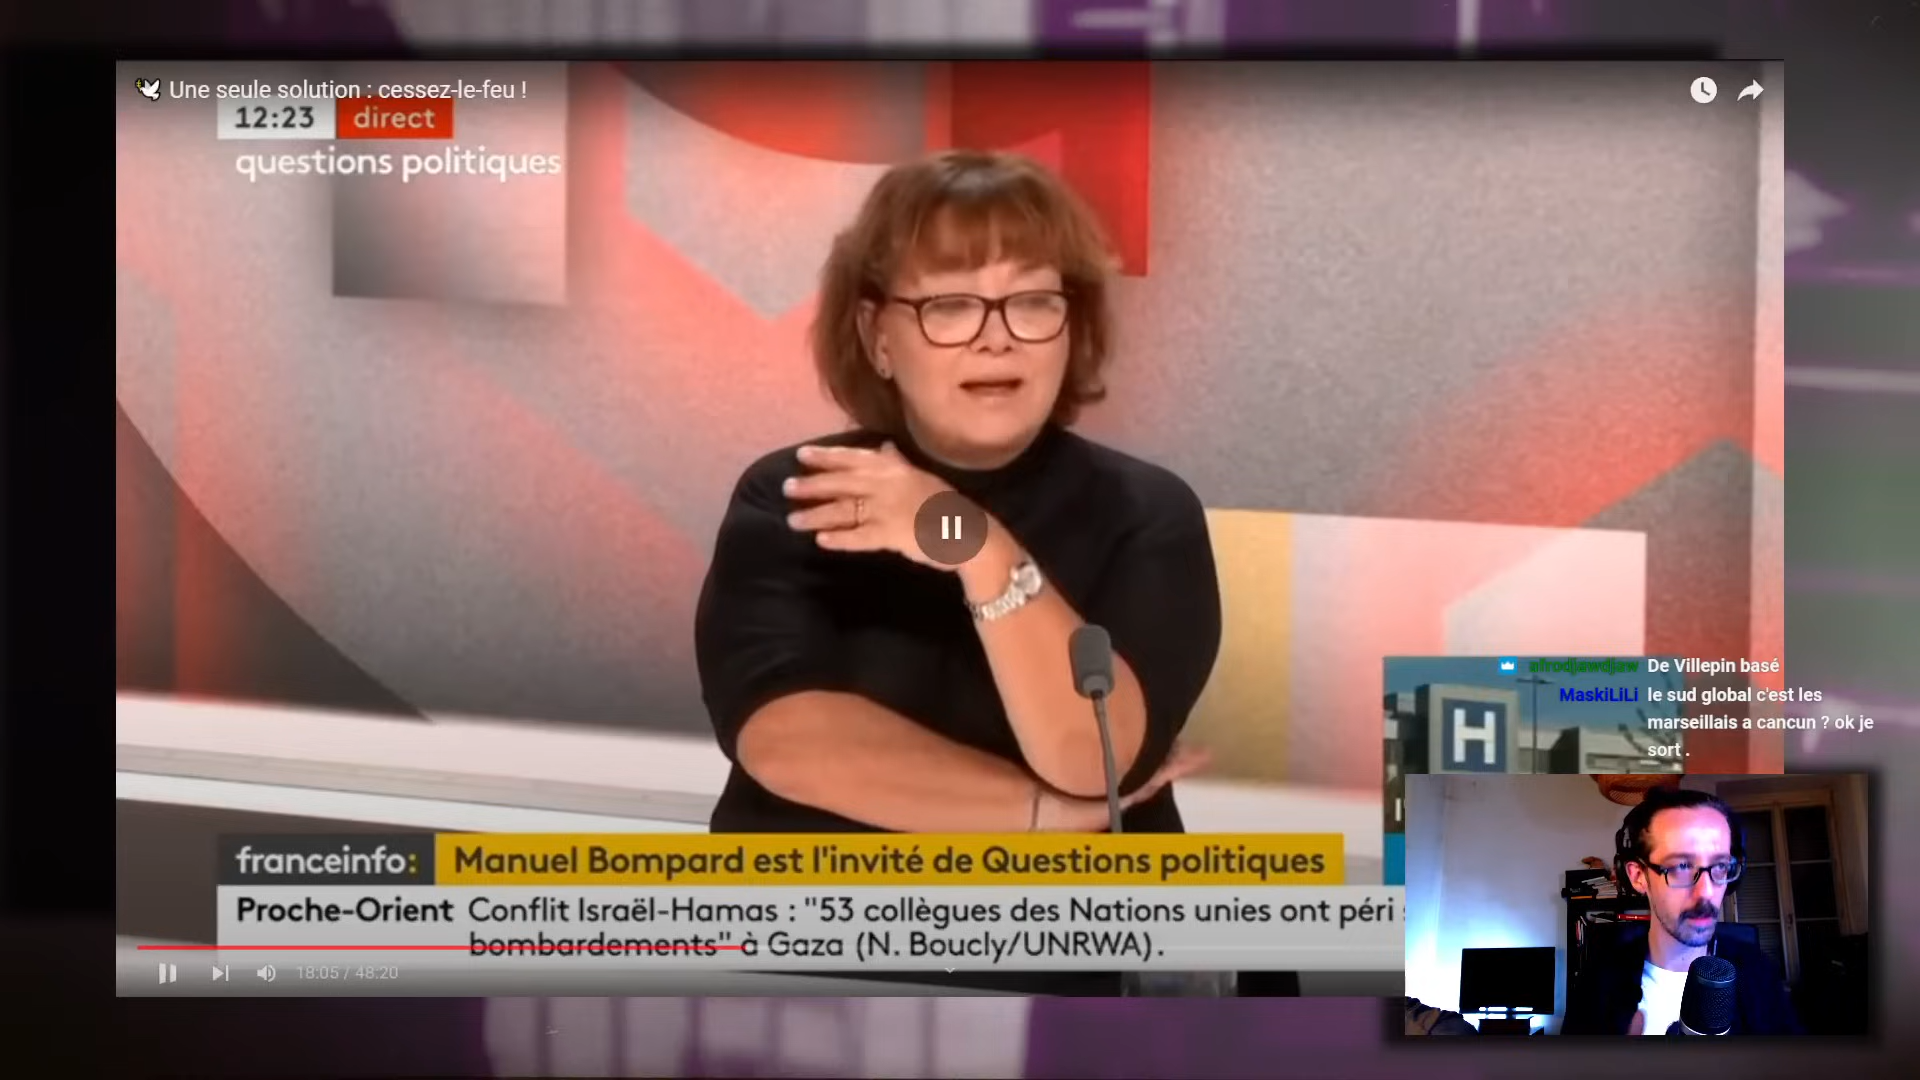 Une seule solution : cessez-le-feu !
12:23 direct
questions politiques
afrodjawdjaw De Villepin basé
MaskiLiLi le sud global c'est les
marseillais a cancun ? ok je
sort .
H
franceinfo: Manuel Bompard est l'invité de Questions politiques
Proche-Orient Conflit Israël-Hamas : "53 collègues des Nations unies ont péri
bombardements" à Gaza (N. Boucly/UNRWA).
18:05 / 48:20